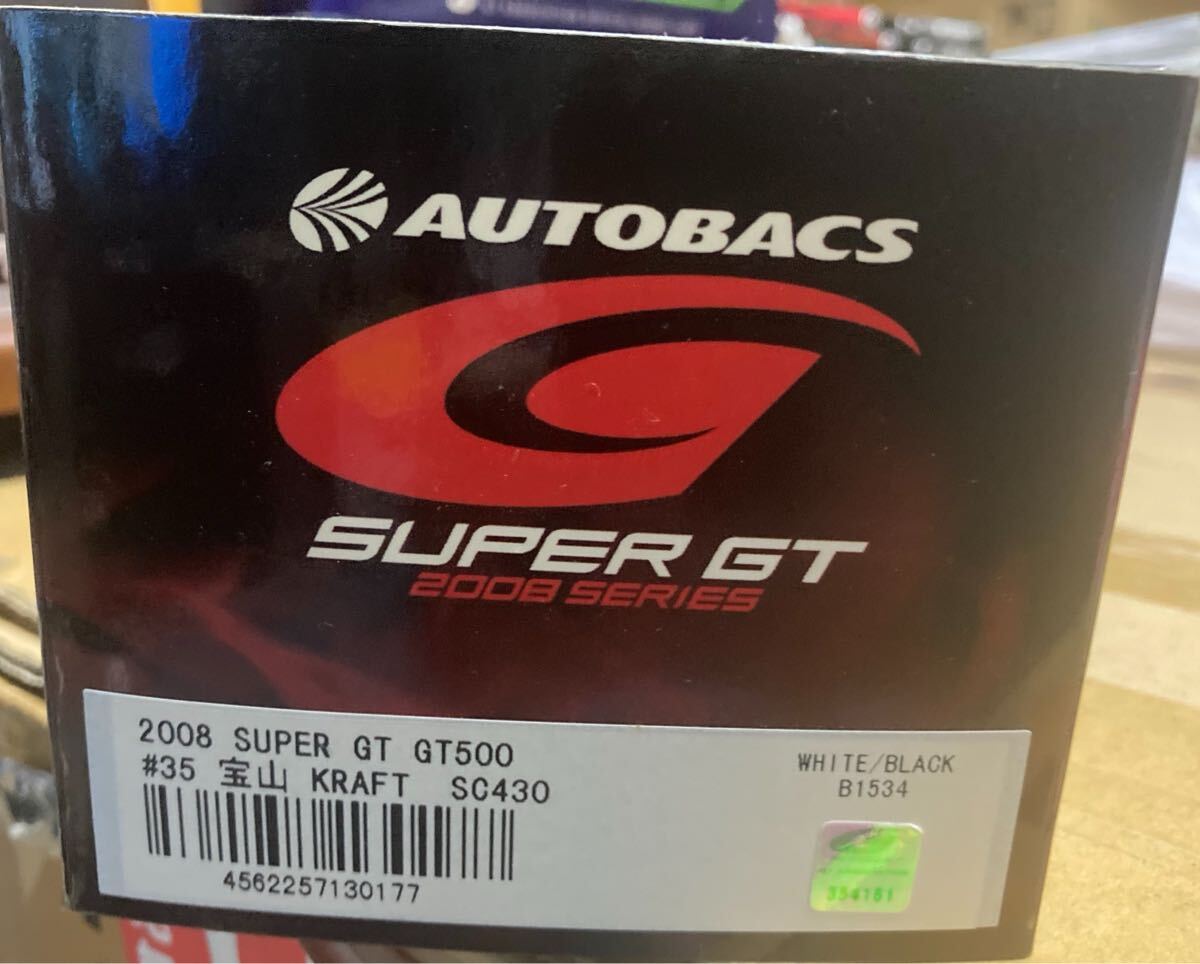 AUTOBACS
SUPER GT
2008 SERIES
2008 SUPER GT GT500
#35 宝山 KRAFT SC430
WHITE/BLACK
B1534
4562257130177
354161